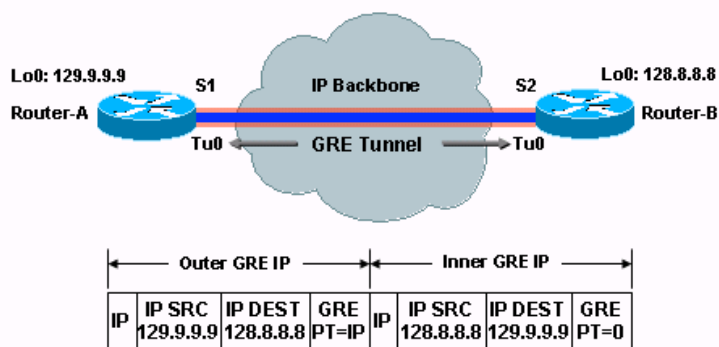 Lo0: 129.9.9.9
S1
IP Backbone
S2
Lo0: 128.8.8.8
Router-A
Router-B
Tu0
GRE Tunnel
Tu0
Outer GRE IP
Inner GRE IP
IP
IP SRC
129.9.9.9
IP DEST
128.8.8.8
GRE
PT=IP
IP
IP SRC
128.8.8.8
IP DEST
129.9.9.9
GRE
PT=0